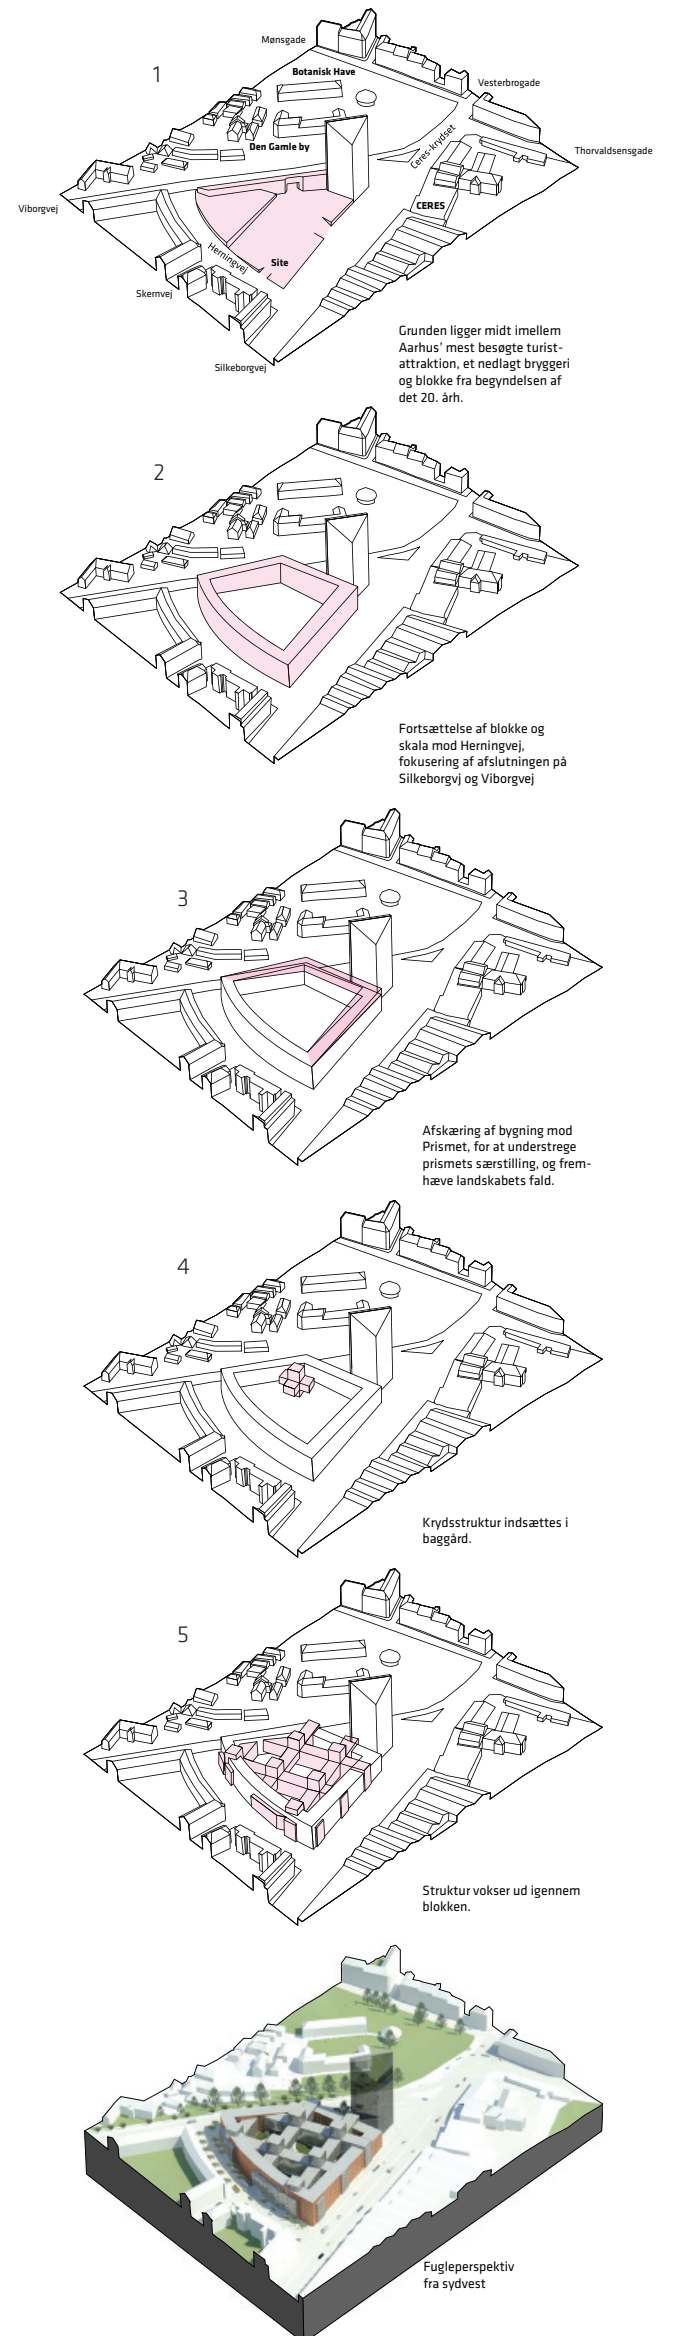 Mønsgade
1
Botanisk Have
Vesterbrogade
Ceres-krydset
Den Gamle by
Thorvaldsensgade
Viborgvej
CERES
Herningvej
Site
Skernvej
Silkeborgvej
Grunden ligger midt imellem
Aarhus’ mest besøgte turist-
attraktion, et nedlagt bryggeri
og blokke fra begyndelsen af
det 20. årh.
2
Fortsættelse af blokke og
skala mod Herningvej,
fokusering af afslutningen på
Silkeborgvj og Viborgvej
3
Afskæring af bygning mod
Prismet, for at understrege
prismets særstilling, og frem-
hæve landskabets fald.
4
Krydsstruktur indsættes i
baggård.
5
Struktur vokser ud igennem
blokken.
Fugleperspektiv
fra sydvest